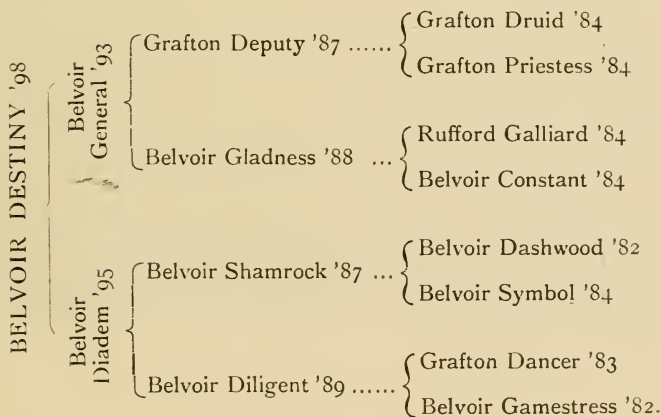 BELVOIR DESTINY '98
Belvoir
General '93
Belvoir
Diadem '95
Grafton Deputy '87 ......
Belvoir Gladness '88 ...
Belvoir Shamrock '87 ...
Belvoir Diligent '89 ......
Grafton Druid '84
Grafton Priestess '84
Rufford Galliard '84
Belvoir Constant '84
Belvoir Dashwood '82
Belvoir Symbol '84
Grafton Dancer '83
Belvoir Gamestress '82.